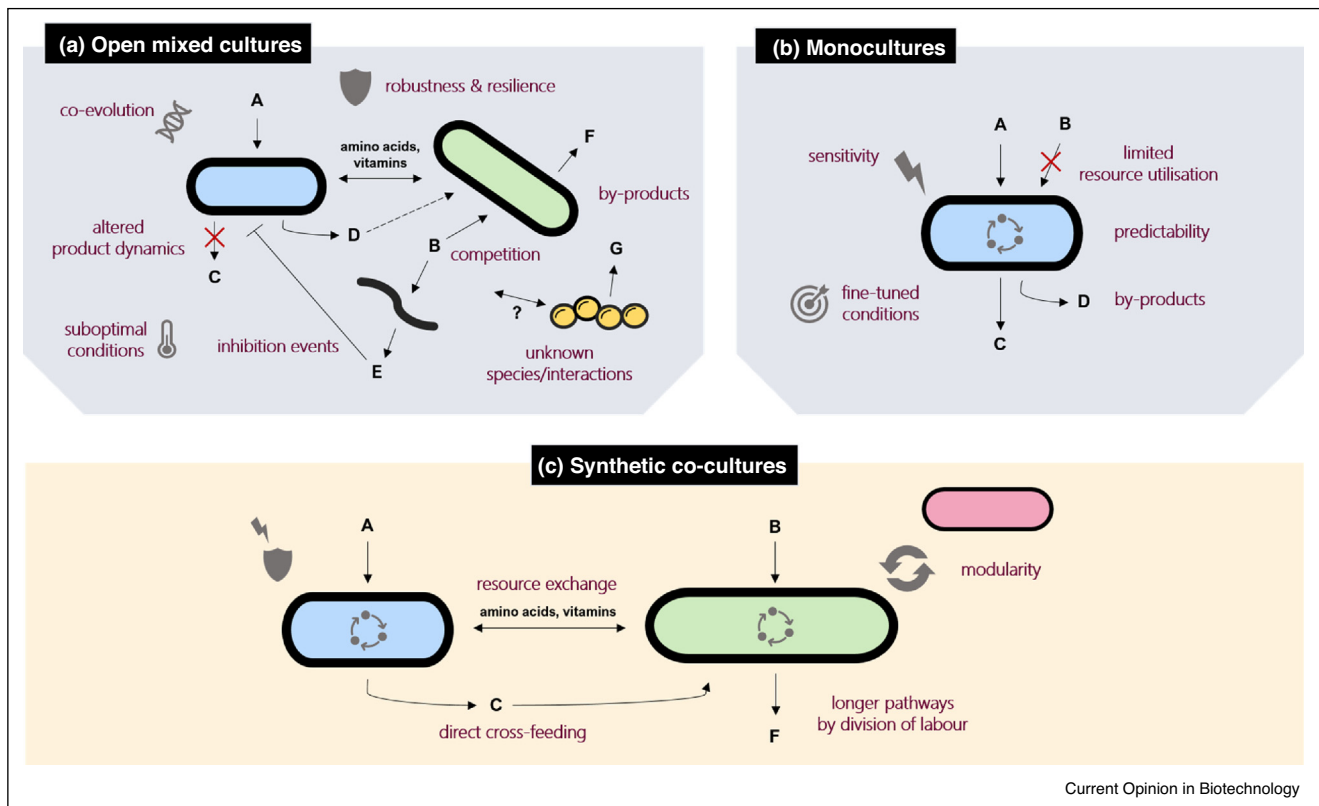 (a) Open mixed cultures
robustness & resilience
co-evolution
A
amino acids,
vitamins
F
by-products
altered
product dynamics
C
D
B
competition
G
?
suboptimal
conditions
inhibition events
E
unknown
species/interactions
(b) Monocultures
A
B
sensitivity
limited
resource utilisation
predictability
fine-tuned
conditions
D
by-products
C
(c) Synthetic co-cultures
A
B
resource exchange
amino acids, vitamins
modularity
C
direct cross-feeding
longer pathways
by division of labour
F
Current Opinion in Biotechnology